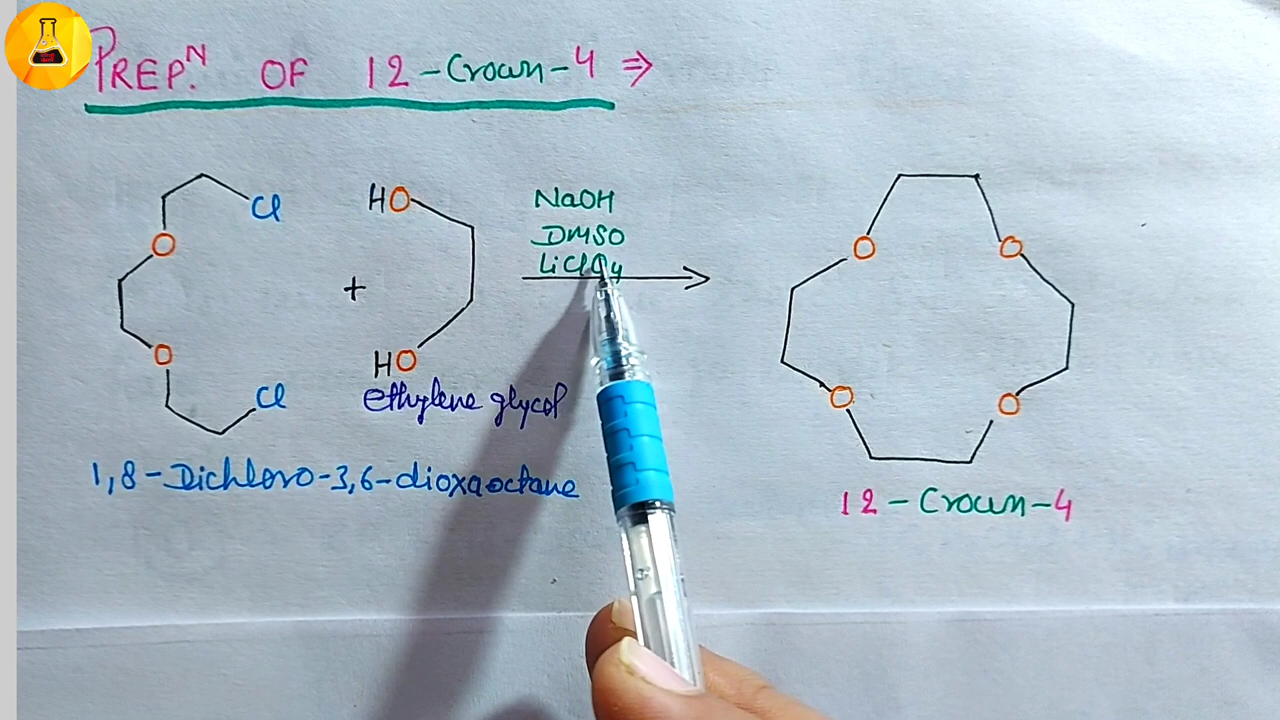 PREPᴺ. OF 12-Crown-4 ⇒
Cl
O
O
Cl
+
HO
HO
ethylene glycol
1,8-Dichloro-3,6-dioxaoctane
NaOH
DMSO
LiClO4
O
O
O
O
12-Crown-4